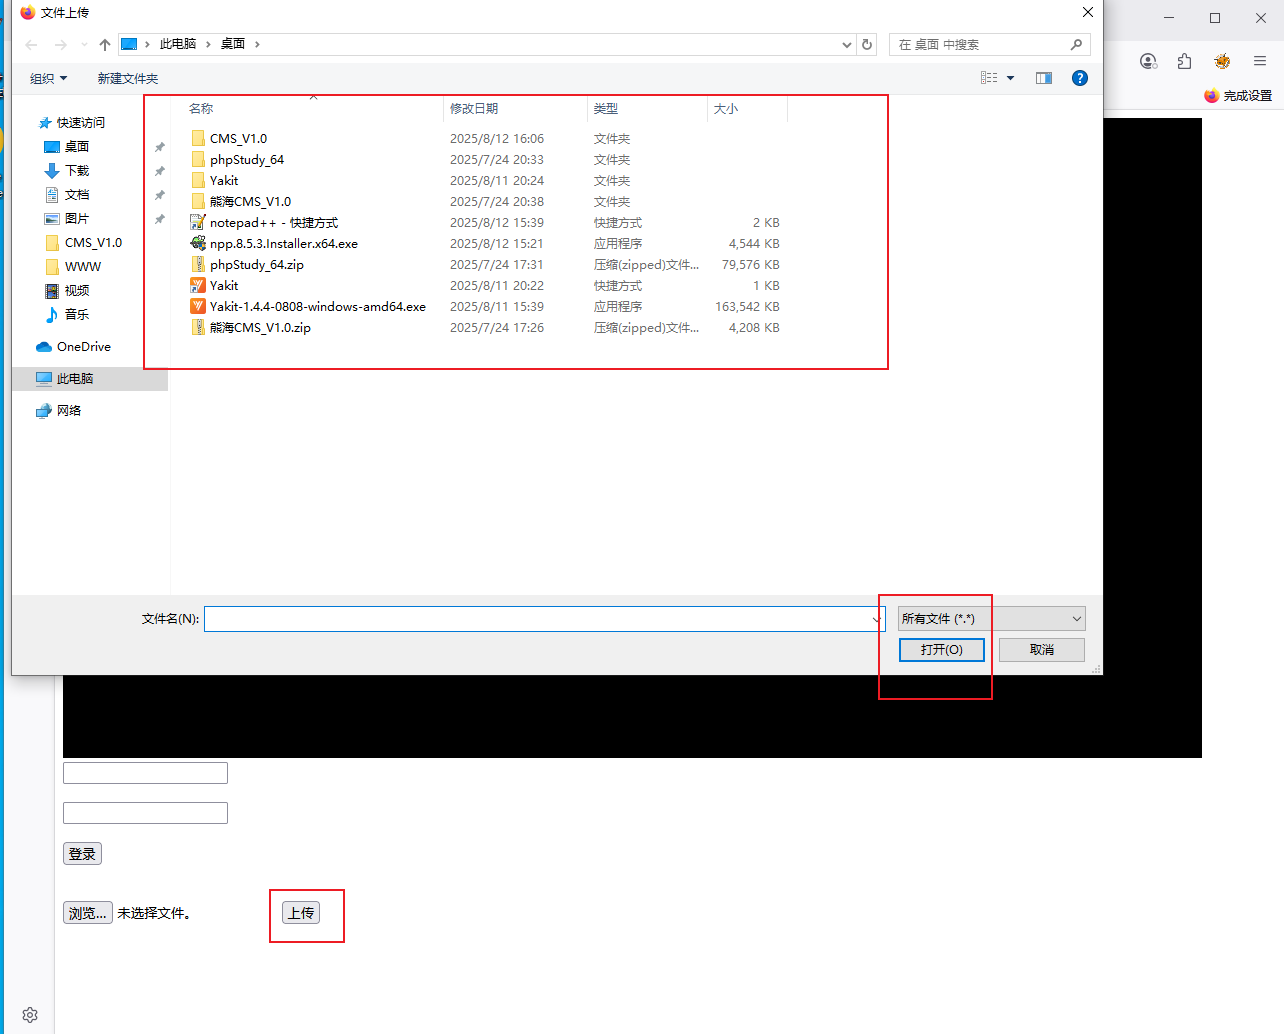 文件上传
此电脑 桌面
在 桌面 中搜索
组织 新建文件夹
完成设置
名称 修改日期 类型 大小
快速访问
桌面
下载
文档
图片
CMS_V1.0
WWW
视频
音乐
OneDrive
此电脑
网络
CMS_V1.0 2025/8/12 16:06 文件夹
phpStudy_64 2025/7/24 20:33 文件夹
Yakit 2025/8/11 20:24 文件夹
熊海CMS_V1.0 2025/7/24 20:38 文件夹
notepad++ - 快捷方式 2025/8/12 15:39 快捷方式 2 KB
npp.8.5.3.Installer.x64.exe 2025/8/12 15:21 应用程序 4,544 KB
phpStudy_64.zip 2025/7/24 17:31 压缩(zipped)文件... 79,576 KB
Yakit 2025/8/11 20:22 快捷方式 1 KB
Yakit-1.4.4-0808-windows-amd64.exe 2025/8/11 15:39 应用程序 163,542 KB
熊海CMS_V1.0.zip 2025/7/24 17:26 压缩(zipped)文件... 4,208 KB
文件名(N): 所有文件 (*.*)
打开(O) 取消
登录
浏览... 未选择文件。 上传